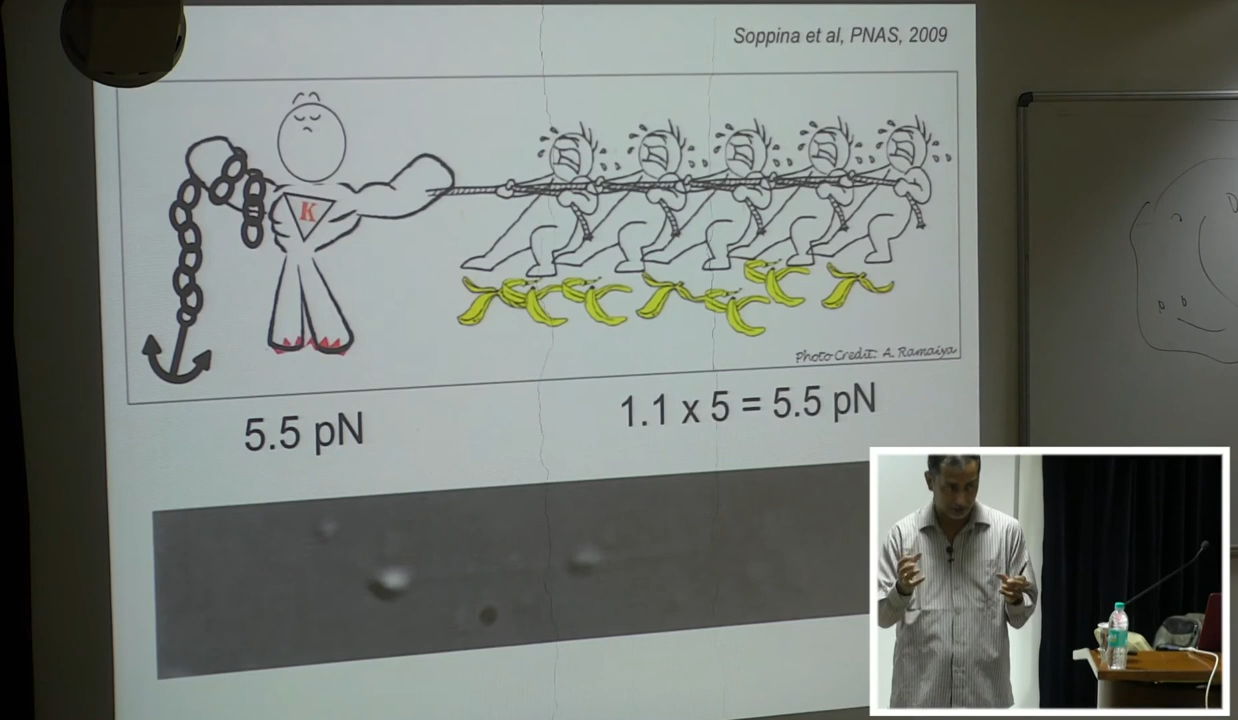 Soppina et al, PNAS, 2009
K
Photo Credit: A. Ramaiya
5.5 pN
1.1 x 5 = 5.5 pN